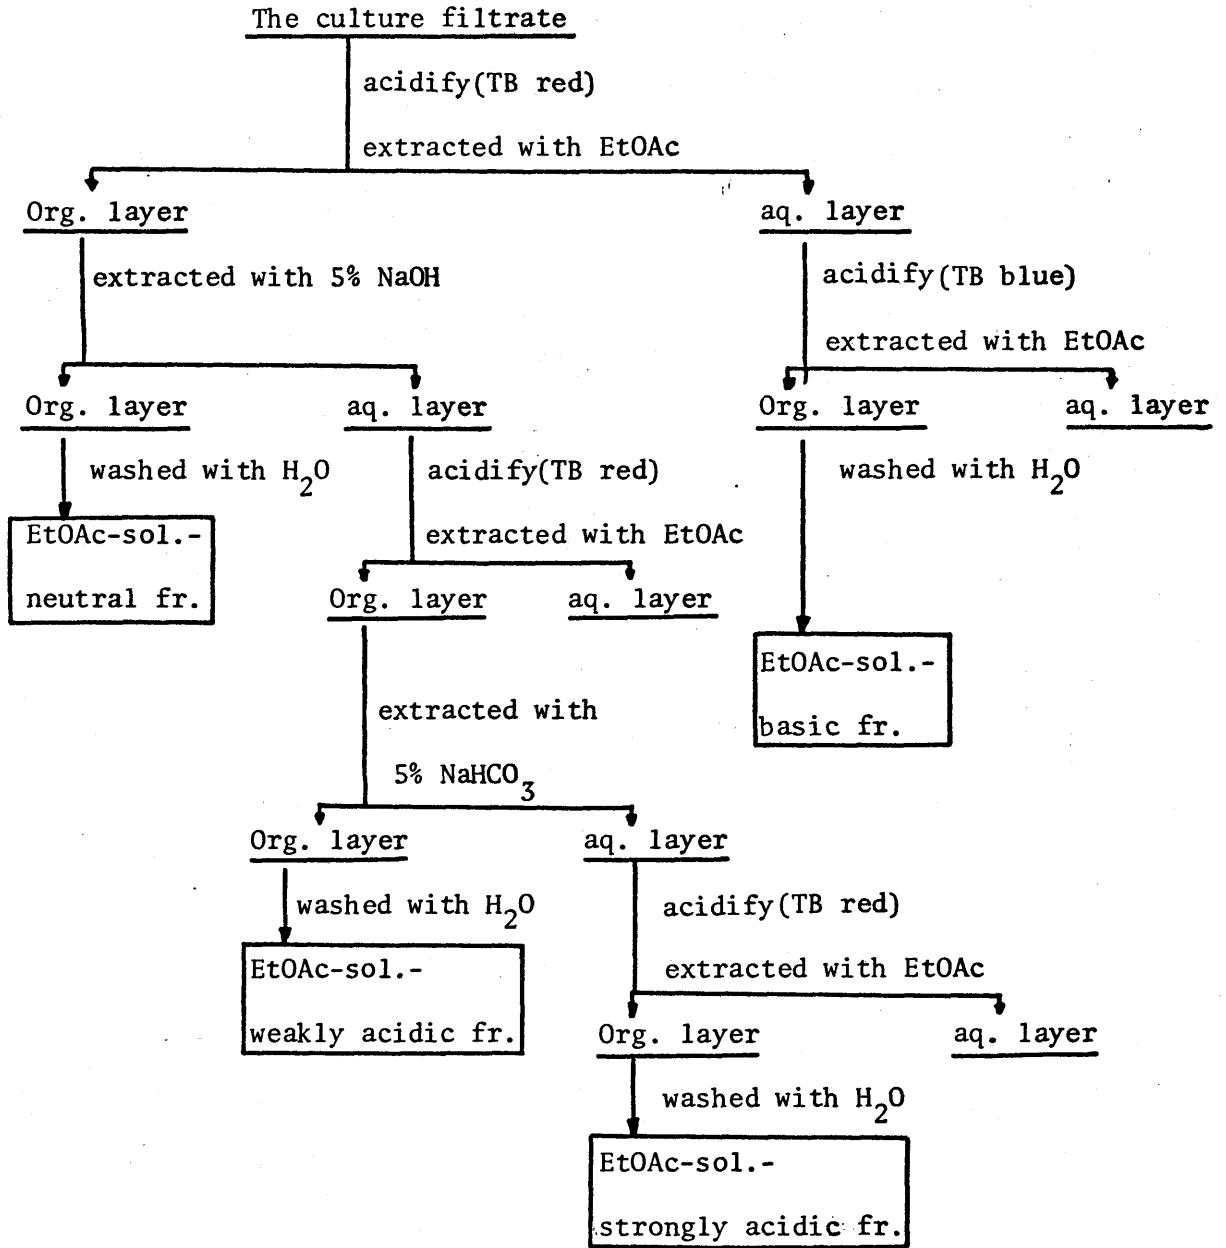 The culture filtrate
acidify(TB red)
extracted with EtOAc
Org. layer
aq. layer
extracted with 5% NaOH
acidify(TB blue)
extracted with EtOAc
Org. layer
aq. layer
Org. layer
aq. layer
washed with H2O
acidify(TB red)
washed with H2O
EtOAc-sol.-
neutral fr.
extracted with EtOAc
Org. layer
aq. layer
EtOAc-sol.-
basic fr.
extracted with
5% NaHCO3
Org. layer
aq. layer
washed with H2O
acidify(TB red)
EtOAc-sol.-
weakly acidic fr.
extracted with EtOAc
Org. layer
aq. layer
washed with H2O
EtOAc-sol.-
strongly acidic fr.